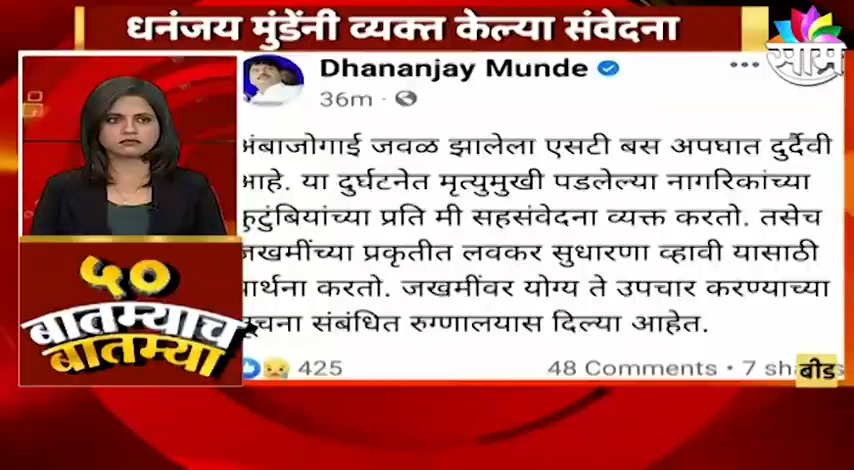 धनंजय मुंडेंनी व्यक्त केल्या संवेदना
साम
Dhananjay Munde
36m
अंबाजोगाई जवळ झालेला एसटी बस अपघात दुर्दैवी
आहे. या दुर्घटनेत मृत्युमुखी पडलेल्या नागरिकांच्या
कुटुंबियांच्या प्रति मी सहसंवेदना व्यक्त करतो. तसेच
जखमींच्या प्रकृतीत लवकर सुधारणा व्हावी यासाठी
प्रार्थना करतो. जखमींवर योग्य ते उपचार करण्याच्या
सूचना संबंधित रुग्णालयास दिल्या आहेत.
425
48 Comments • 7 sh
बीड
५०
बातम्याच
बातम्या